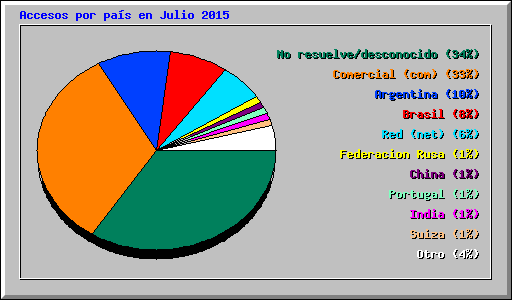 Accesos por país en Julio 2015
No resuelve/desconocido (34%)
Comercial (com) (33%)
Argentina (10%)
Brasil (8%)
Red (net) (6%)
Federacion Rusa (1%)
China (1%)
Portugal (1%)
India (1%)
Suiza (1%)
Otro (4%)